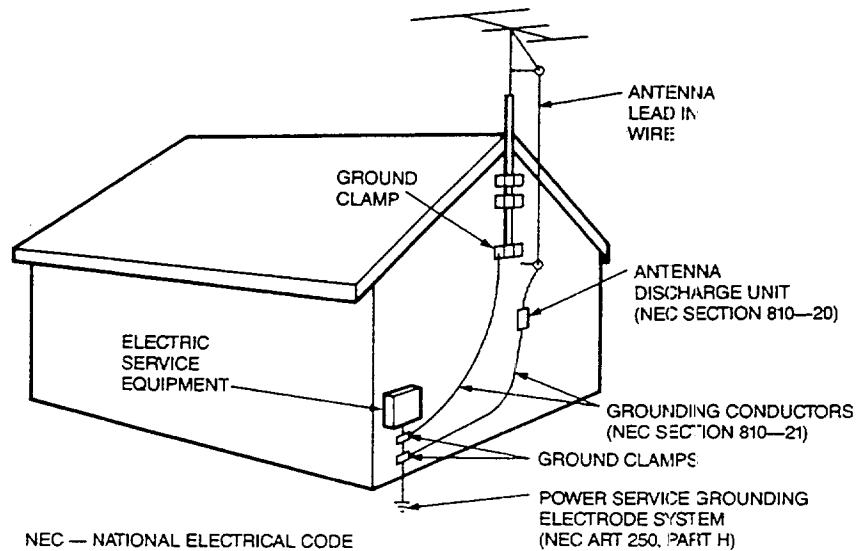 ANTENNA
LEAD IN
WIRE
GROUND
CLAMP
ANTENNA
DISCHARGE UNIT
(NEC SECTION 810—20)
ELECTRIC
SERVICE
EQUIPMENT
GROUNDING CONDUCTORS
(NEC SECTION 810—21)
GROUND CLAMPS
POWER SERVICE GROUNDING
ELECTRODE SYSTEM
(NEC ART 250, PART H)
NEC — NATIONAL ELECTRICAL CODE